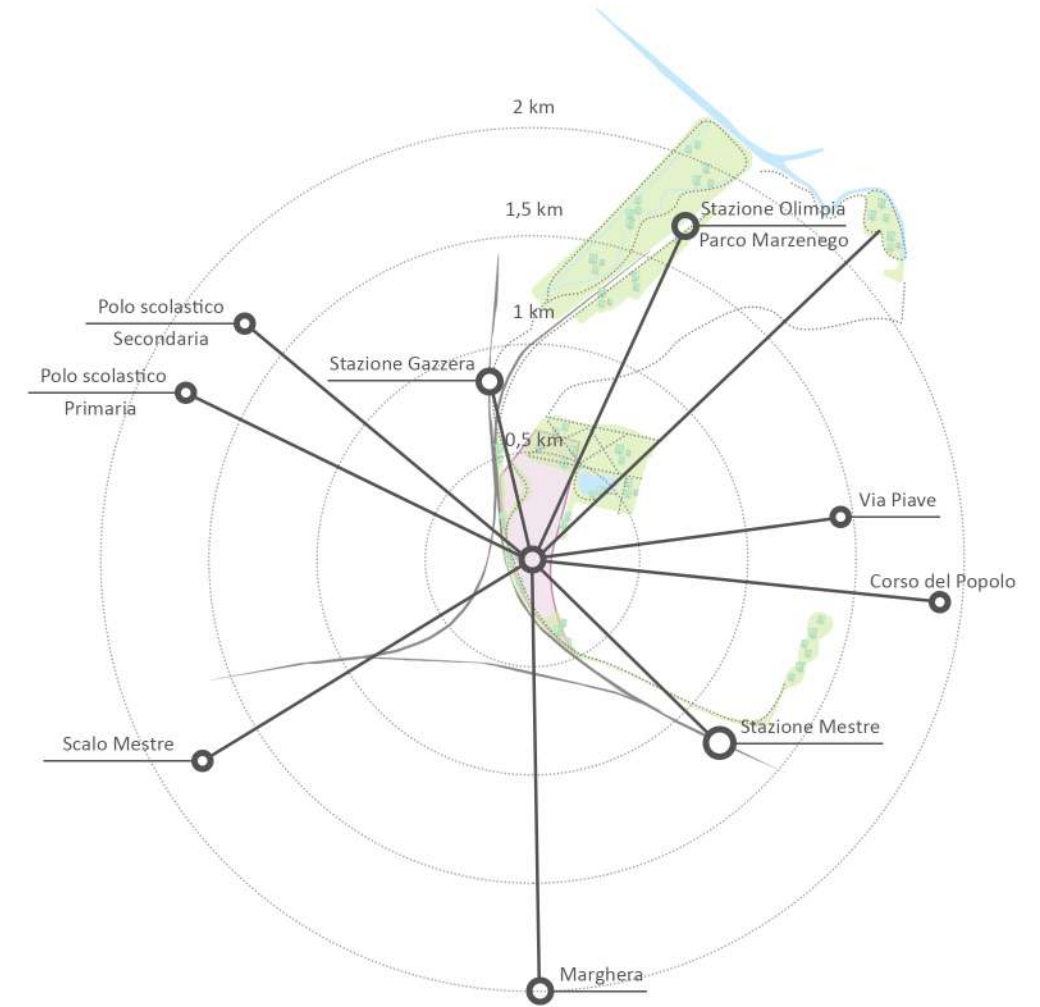 2 km
1,5 km
Stazione Olimpia
Parco Marzenego
Polo scolastico
Secondaria
1 km
Stazione Gazzera
Polo scolastico
Primaria
0,5 km
Via Piave
Corso del Popolo
Stazione Mestre
Scalo Mestre
Marghera